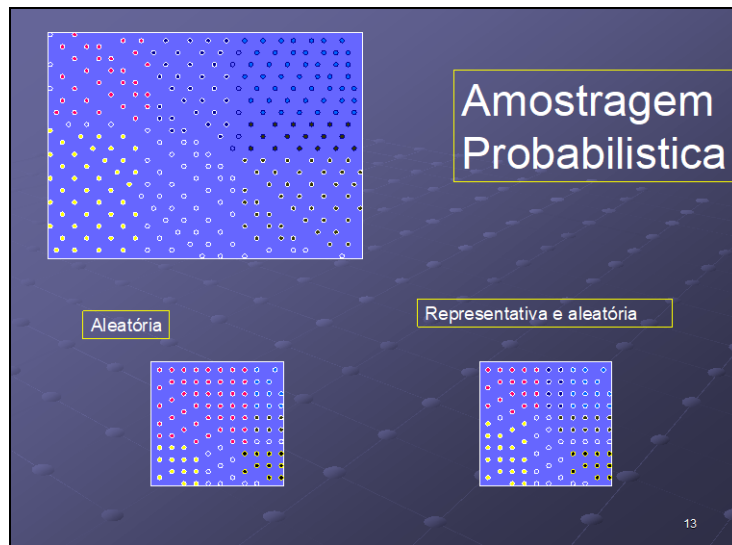 Amostragem
Probabilistica
Aleatória
Representativa e aleatória
13